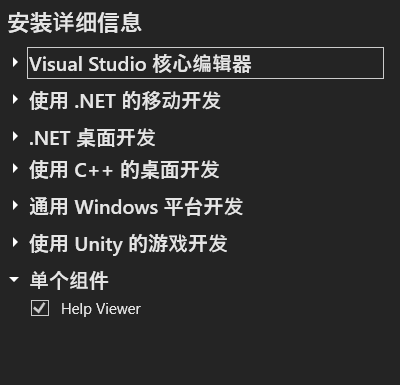 安装详细信息
Visual Studio 核心编辑器
使用 .NET 的移动开发
.NET 桌面开发
使用 C++ 的桌面开发
通用 Windows 平台开发
使用 Unity 的游戏开发
单个组件
Help Viewer